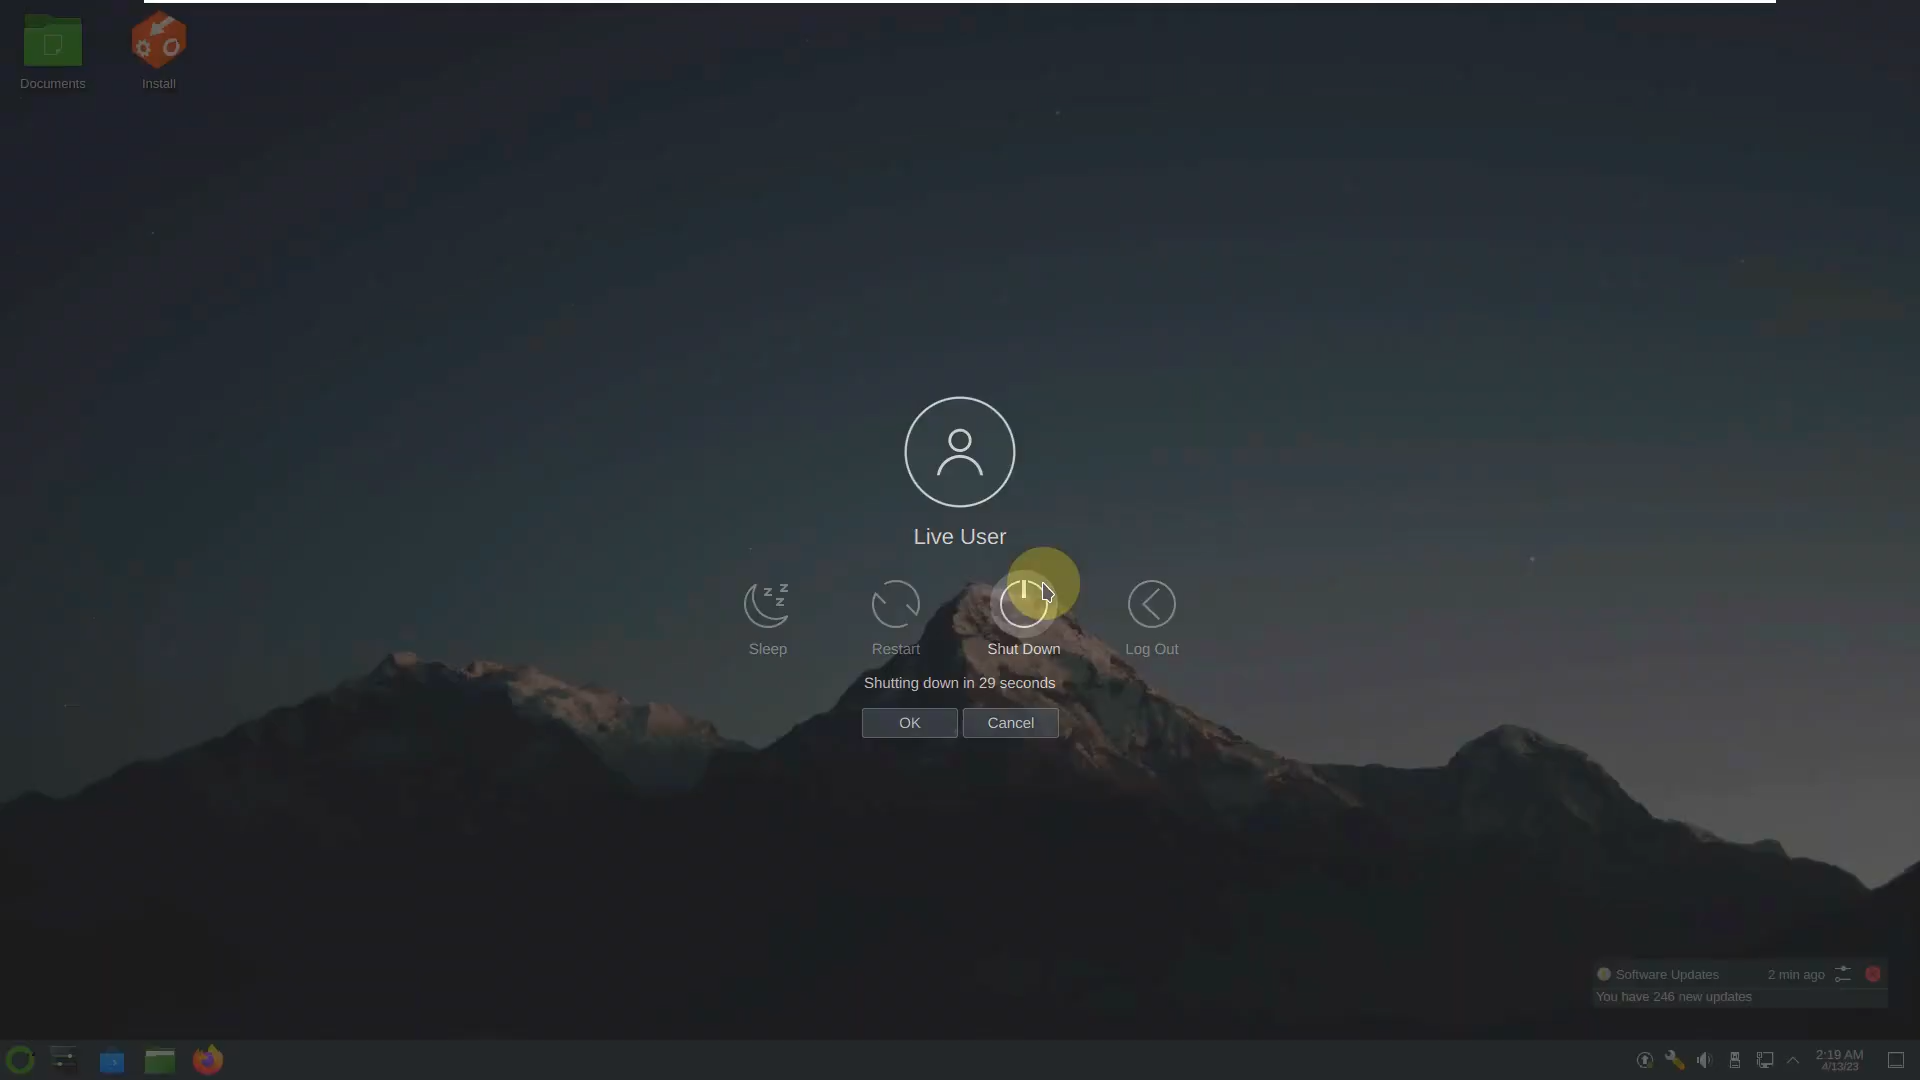 Documents
Install
Live User
Sleep
Restart
Shut Down
Log Out
Shutting down in 29 seconds
OK
Cancel
Software Updates
2 min ago
You have 246 new updates
2:19 AM
4/13/23